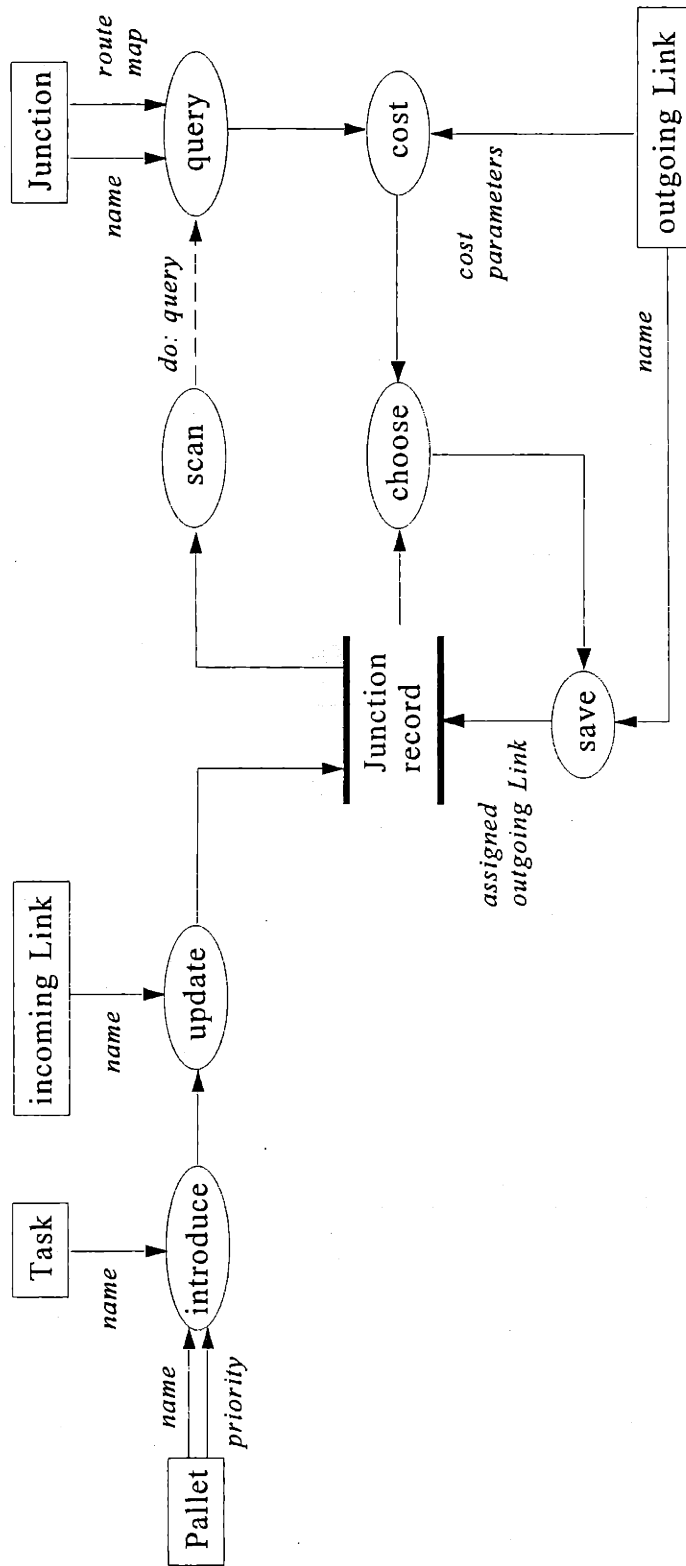 Task
incoming Link
Junction
name
name
name
route
map
Pallet
name
priority
introduce
update
scan
do: query
query
Junction
record
choose
cost
assigned
outgoing Link
save
cost
parameters
name
outgoing Link